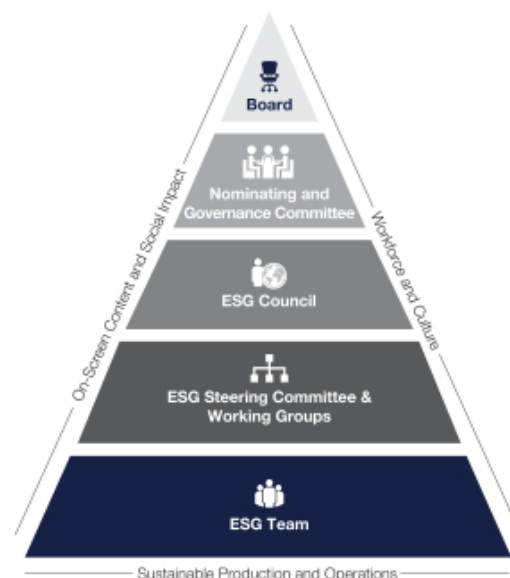 Board
Nominating and
Governance Committee
ESG Council
ESG Steering Committee &
Working Groups
ESG Team
On-Screen Content and Social Impact
Workforce and Culture
Sustainable Production and Operations